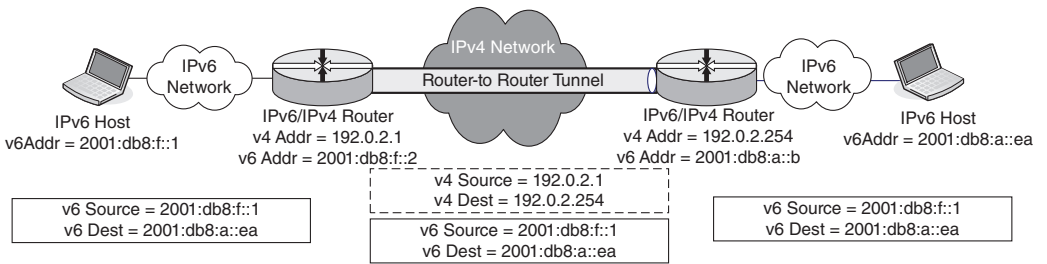 IPv4 Network
IPv6
Network
Router-to Router Tunnel
IPv6
Network
IPv6 Host
v6Addr = 2001:db8:f::1
IPv6/IPv4 Router
v4 Addr = 192.0.2.1
v6 Addr = 2001:db8:f::2
IPv6/IPv4 Router
v4 Addr = 192.0.2.254
v6 Addr = 2001:db8:a::b
IPv6 Host
v6Addr = 2001:db8:a::ea
v4 Source = 192.0.2.1
v4 Dest = 192.0.2.254
v6 Source = 2001:db8:f::1
v6 Dest = 2001:db8:a::ea
v6 Source = 2001:db8:f::1
v6 Dest = 2001:db8:a::ea
v6 Source = 2001:db8:f::1
v6 Dest = 2001:db8:a::ea